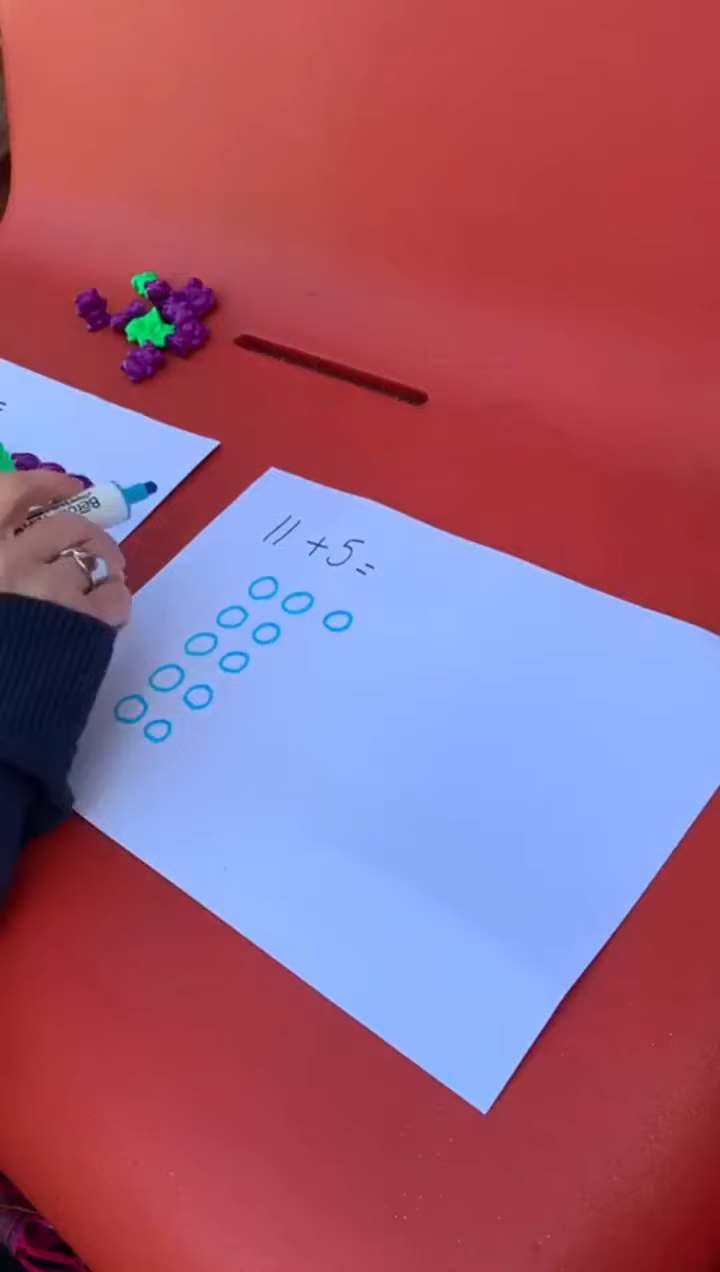 11 + 5 =